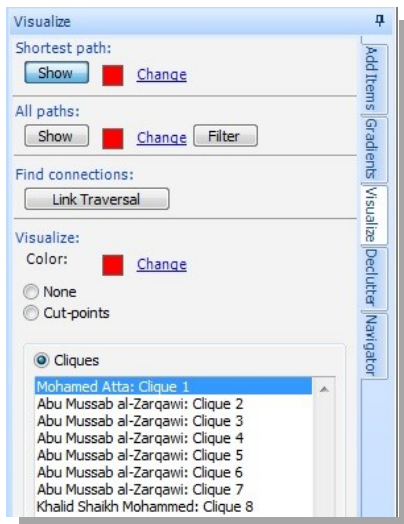 Visualize
Shortest path:
Show Change
All paths:
Show Change Filter
Find connections:
Link Traversal
Visualize:
Color: Change
None
Cut-points
Cliques
Mohamed Atta: Clique 1
Abu Mussab al-Zarqawi: Clique 2
Abu Mussab al-Zarqawi: Clique 3
Abu Mussab al-Zarqawi: Clique 4
Abu Mussab al-Zarqawi: Clique 5
Abu Mussab al-Zarqawi: Clique 6
Abu Mussab al-Zarqawi: Clique 7
Khalid Shaikh Mohammed: Clique 8
Add Items
Gradients
Visualize
Declutter
Navigator